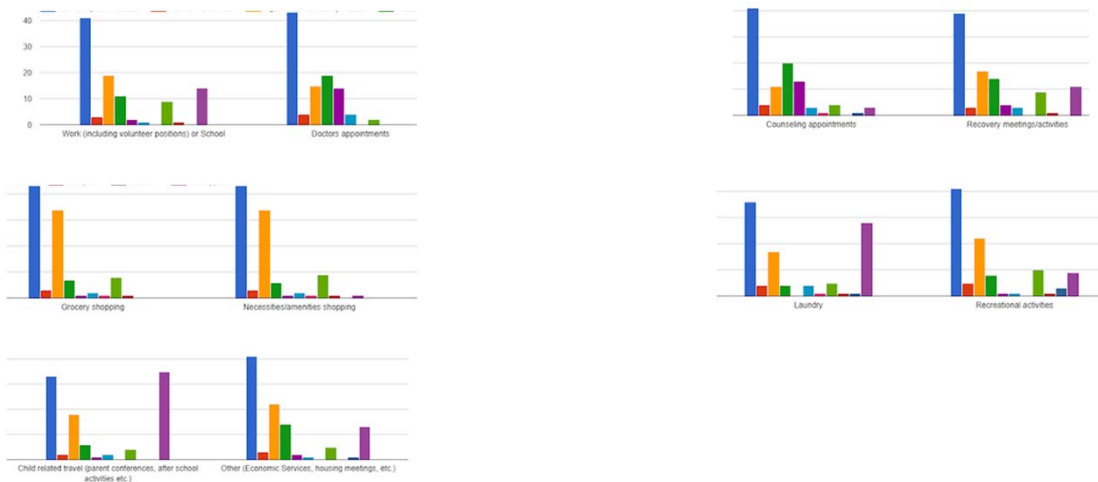 40
30
20
10
0
Work (including volunteer positions) or School
Doctors appointments
Counseling appointments
Recovery meetings/activities
Grocery shopping
Necessities/amenities shopping
Laundry
Recreational activities
Child related travel (parent conferences, after school
activities etc.)
Other (Economic Services, housing meetings, etc.)